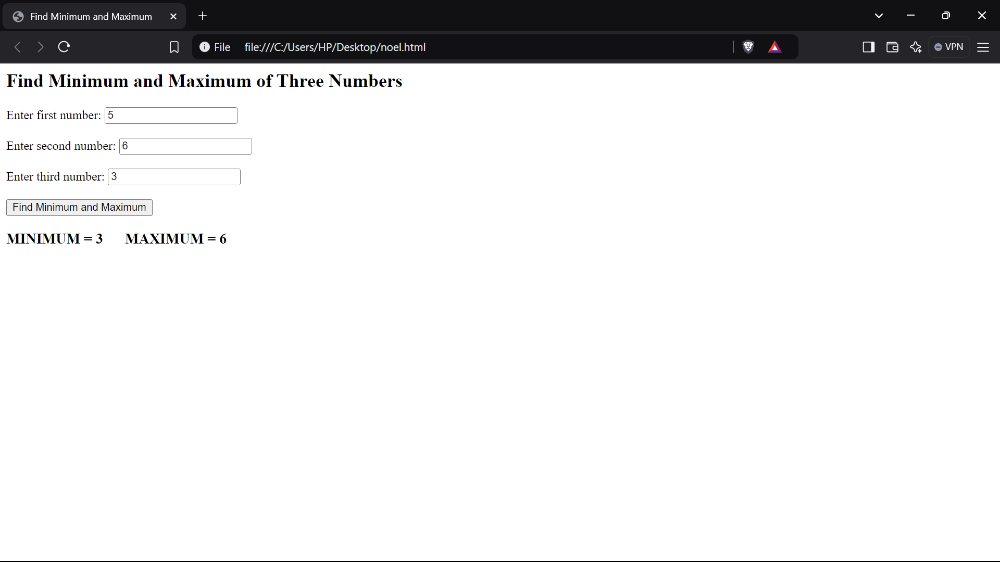 Find Minimum and Maximum
File file:///C:/Users/HP/Desktop/noel.html
VPN
Find Minimum and Maximum of Three Numbers
Enter first number: 5
Enter second number: 6
Enter third number: 3
Find Minimum and Maximum
MINIMUM = 3 MAXIMUM = 6